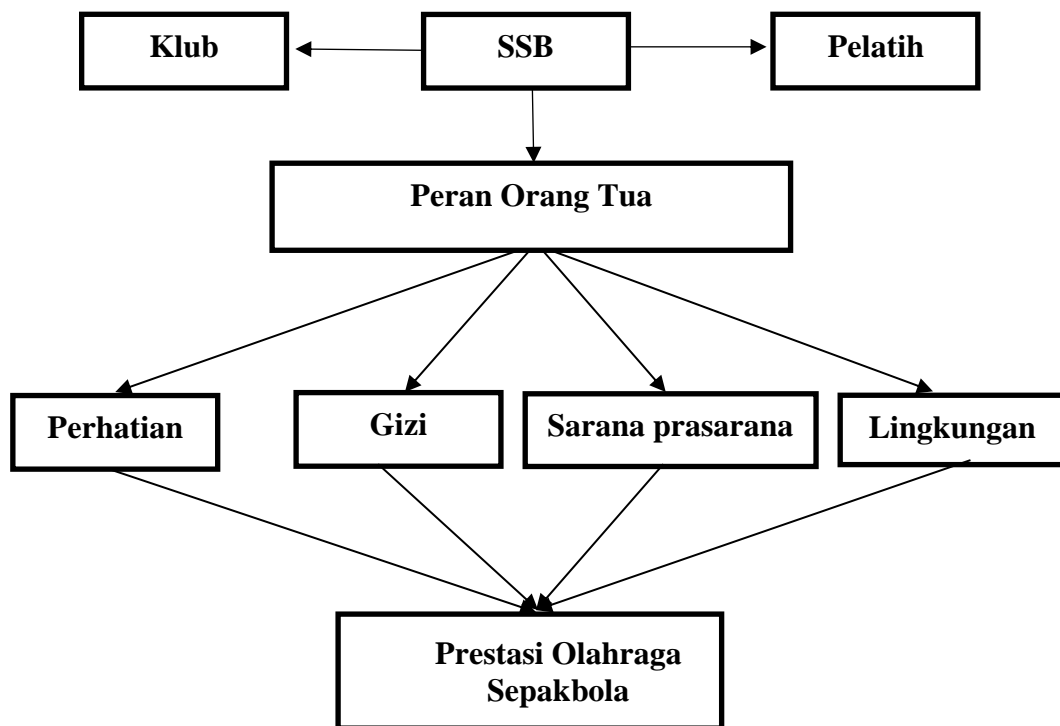 Klub
SSB
Pelatih
Peran Orang Tua
Perhatian
Gizi
Sarana prasarana
Lingkungan
Prestasi Olahraga
Sepakbola